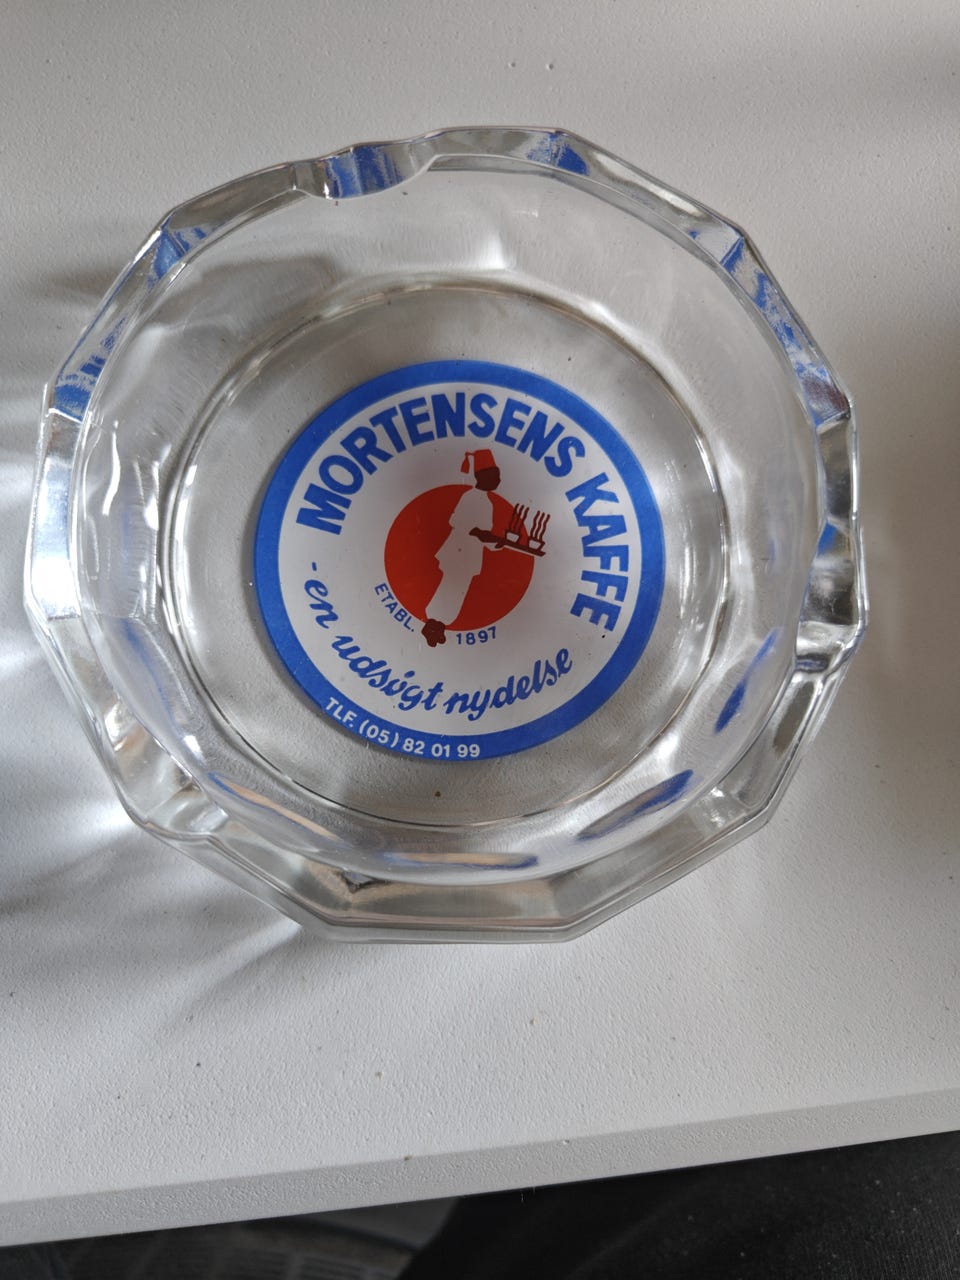 MORTENSENS KAFFE
ETABL. 1897
- en udsøgt nydelse
TLF. (05) 82 01 99